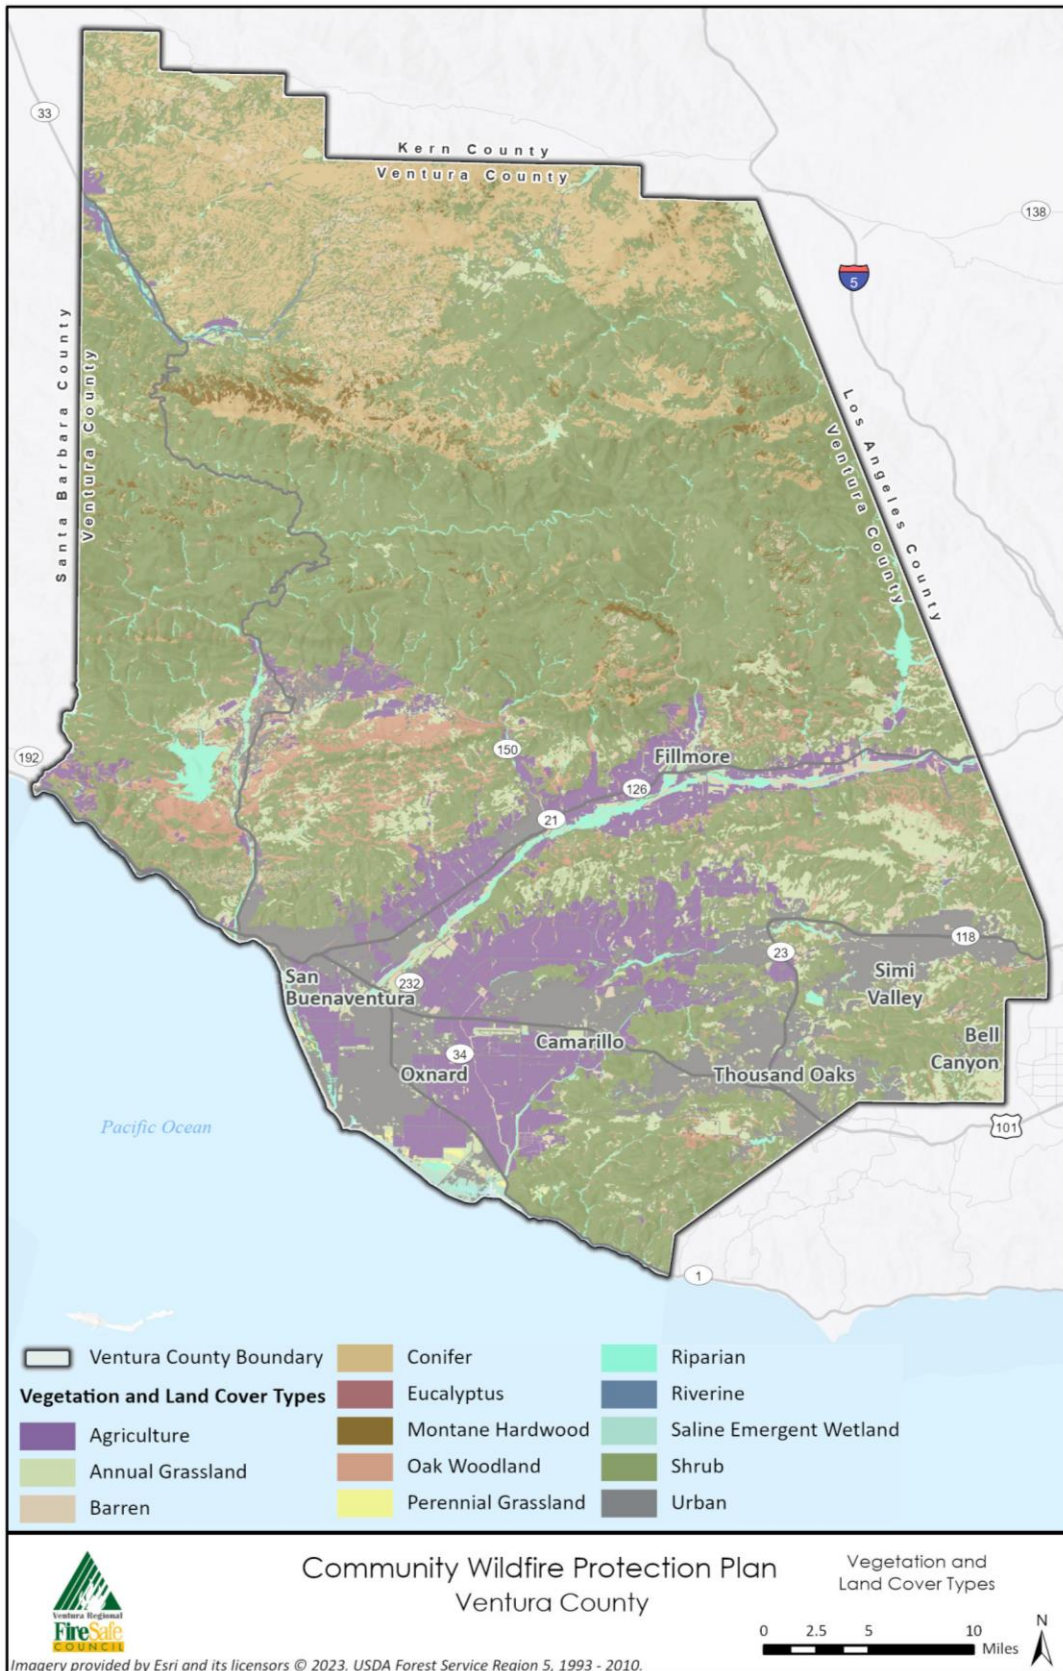 33
Kern County
Ventura County
138
5
Santa Barbara County
Ventura County
Los Angeles County
Ventura County
192
150
Fillmore
126
21
118
23
San
Buenaventura
232
Simi
Valley
Camarillo
Bell
Canyon
34
Oxnard
Thousand Oaks
Pacific Ocean
101
1
Ventura County Boundary
Vegetation and Land Cover Types
Agriculture
Annual Grassland
Barren
Conifer
Eucalyptus
Montane Hardwood
Oak Woodland
Perennial Grassland
Riparian
Riverine
Saline Emergent Wetland
Shrub
Urban
Ventura Regional
FireSafe
COUNCIL
Community Wildfire Protection Plan
Ventura County
Vegetation and
Land Cover Types
0 2.5 5 10
Miles
N
Imagery provided by Esri and its licensors © 2023. USDA Forest Service Region 5, 1993 - 2010.